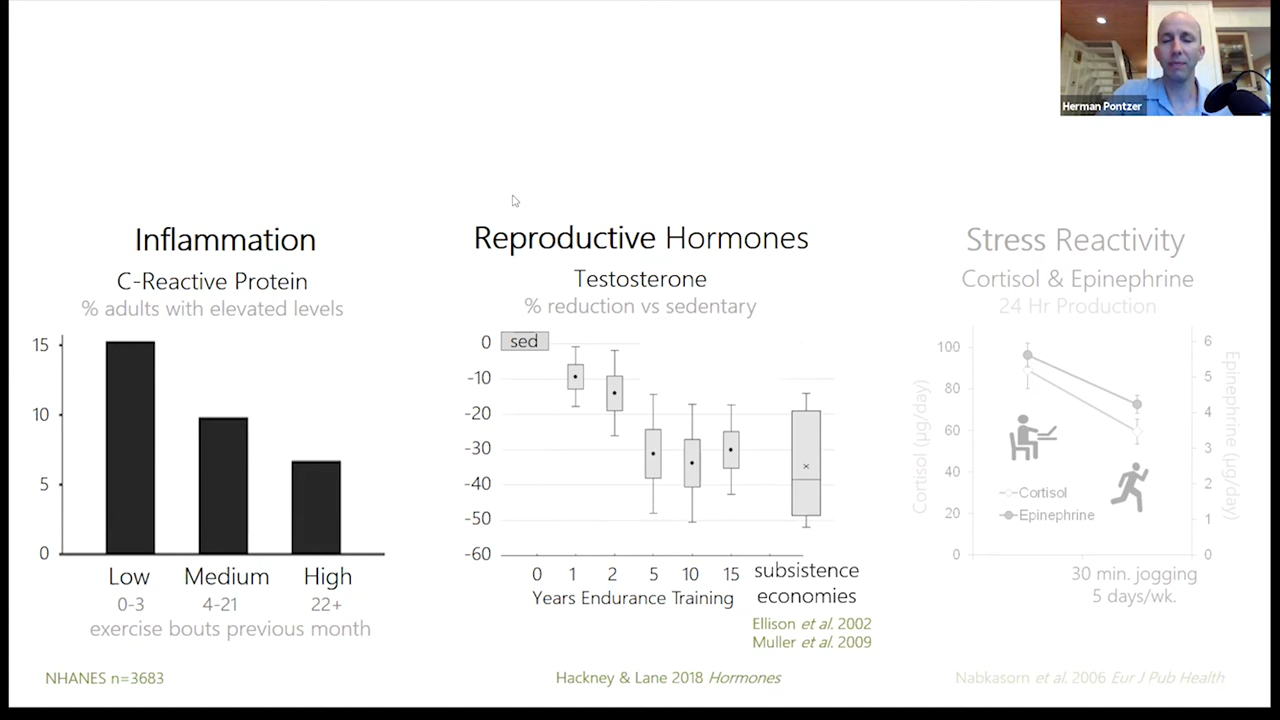 Herman Pontzer
Inflammation
C-Reactive Protein
% adults with elevated levels
15
10
5
0
Low Medium High
0-3 4-21 22+
exercise bouts previous month
NHANES n=3683
Reproductive Hormones
Testosterone
% reduction vs sedentary
0
sed
-10
-20
-30
-40
-50
-60
0 1 2 5 10 15
Years Endurance Training
subsistence
economies
Ellison et al. 2002
Muller et al. 2009
Hackney & Lane 2018 Hormones
Stress Reactivity
Cortisol & Epinephrine
24 Hr Production
Cortisol (µg/day)
100
80
60
40
20
0
Cortisol
Epinephrine
6
5
4
3
2
1
0
Epinephrine (µg/day)
30 min. jogging
5 days/wk.
Nabkasorn et al. 2006 Eur J Pub Health